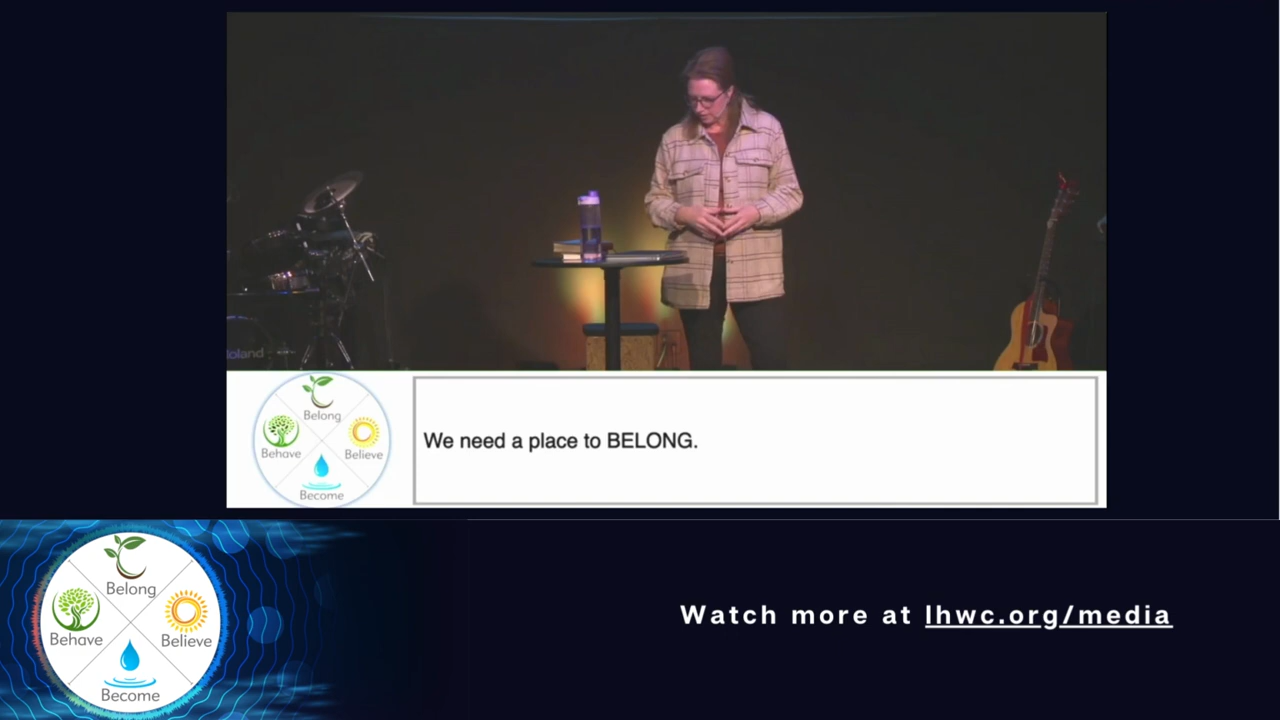 oland
Belong
Behave
Believe
Become
We need a place to BELONG.
Belong
Behave
Believe
Become
Watch more at lhwc.org/media